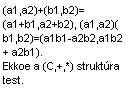 (a1,a2)+(b1,b2)=
(a1+b1,a2+b2), (a1,a2)(
b1,b2)=(a1b1-a2b2,a1b2
+ a2b1).
Ekkoe a (C,+,*) struktúra
test.